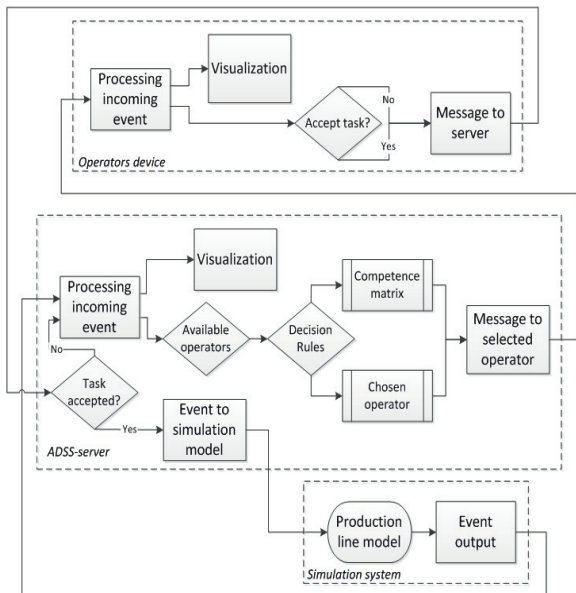 Processing
incoming
event
Visualization
Accept task?
No
Yes
Message to
server
Operators device
Processing
incoming
event
Visualization
Available
operators
Decision
Rules
Competence
matrix
Chosen
operator
Message to
selected
operator
No
Task
accepted?
Yes
Event to
simulation
model
ADSS-server
Production
line model
Event
output
Simulation system